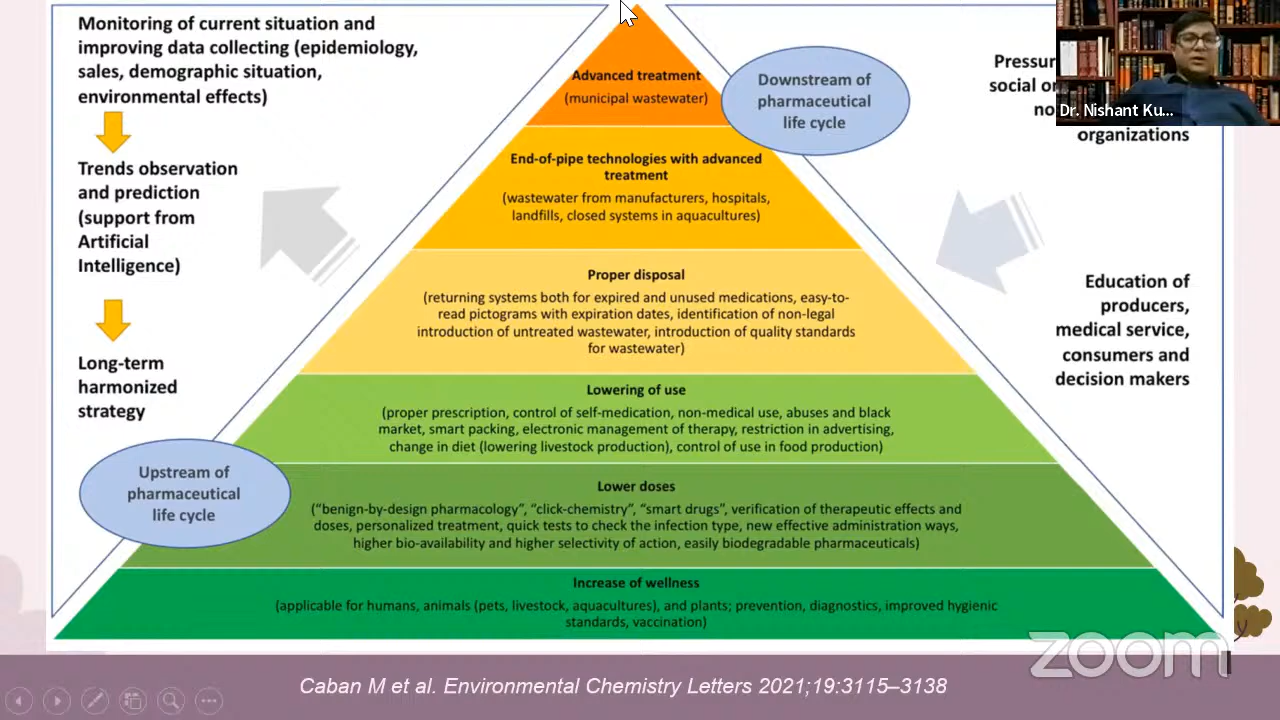 Monitoring of current situation and
improving data collecting (epidemiology,
sales, demographic situation,
environmental effects)
Trends observation
and prediction
(support from
Artificial
Intelligence)
Long-term
harmonized
strategy
Upstream of
pharmaceutical
life cycle
Advanced treatment
(municipal wastewater)
End-of-pipe technologies with advanced
treatment
(wastewater from manufacturers, hospitals,
landfills, closed systems in aquacultures)
Proper disposal
(returning systems both for expired and unused medications, easy-to-
read pictograms with expiration dates, identification of non-legal
introduction of untreated wastewater, introduction of quality standards
for wastewater)
Lowering of use
(proper prescription, control of self-medication, non-medical use, abuses and black
market, smart packing, electronic management of therapy, restriction in advertising,
change in diet (lowering livestock production), control of use in food production)
Lower doses
("benign-by-design pharmacology", "click-chemistry", "smart drugs", verification of therapeutic effects and
doses, personalized treatment, quick tests to check the infection type, new effective administration ways,
higher bio-availability and higher selectivity of action, easily biodegradable pharmaceuticals)
Increase of wellness
(applicable for humans, animals (pets, livestock, aquacultures), and plants; prevention, diagnostics, improved hygienic
standards, vaccination)
Downstream of
pharmaceutical
life cycle
social
organizations
Education of
producers,
medical service,
consumers and
decision makers
Dr. Nishant Ku...
zoom
Caban M et al. Environmental Chemistry Letters 2021;19:3115–3138